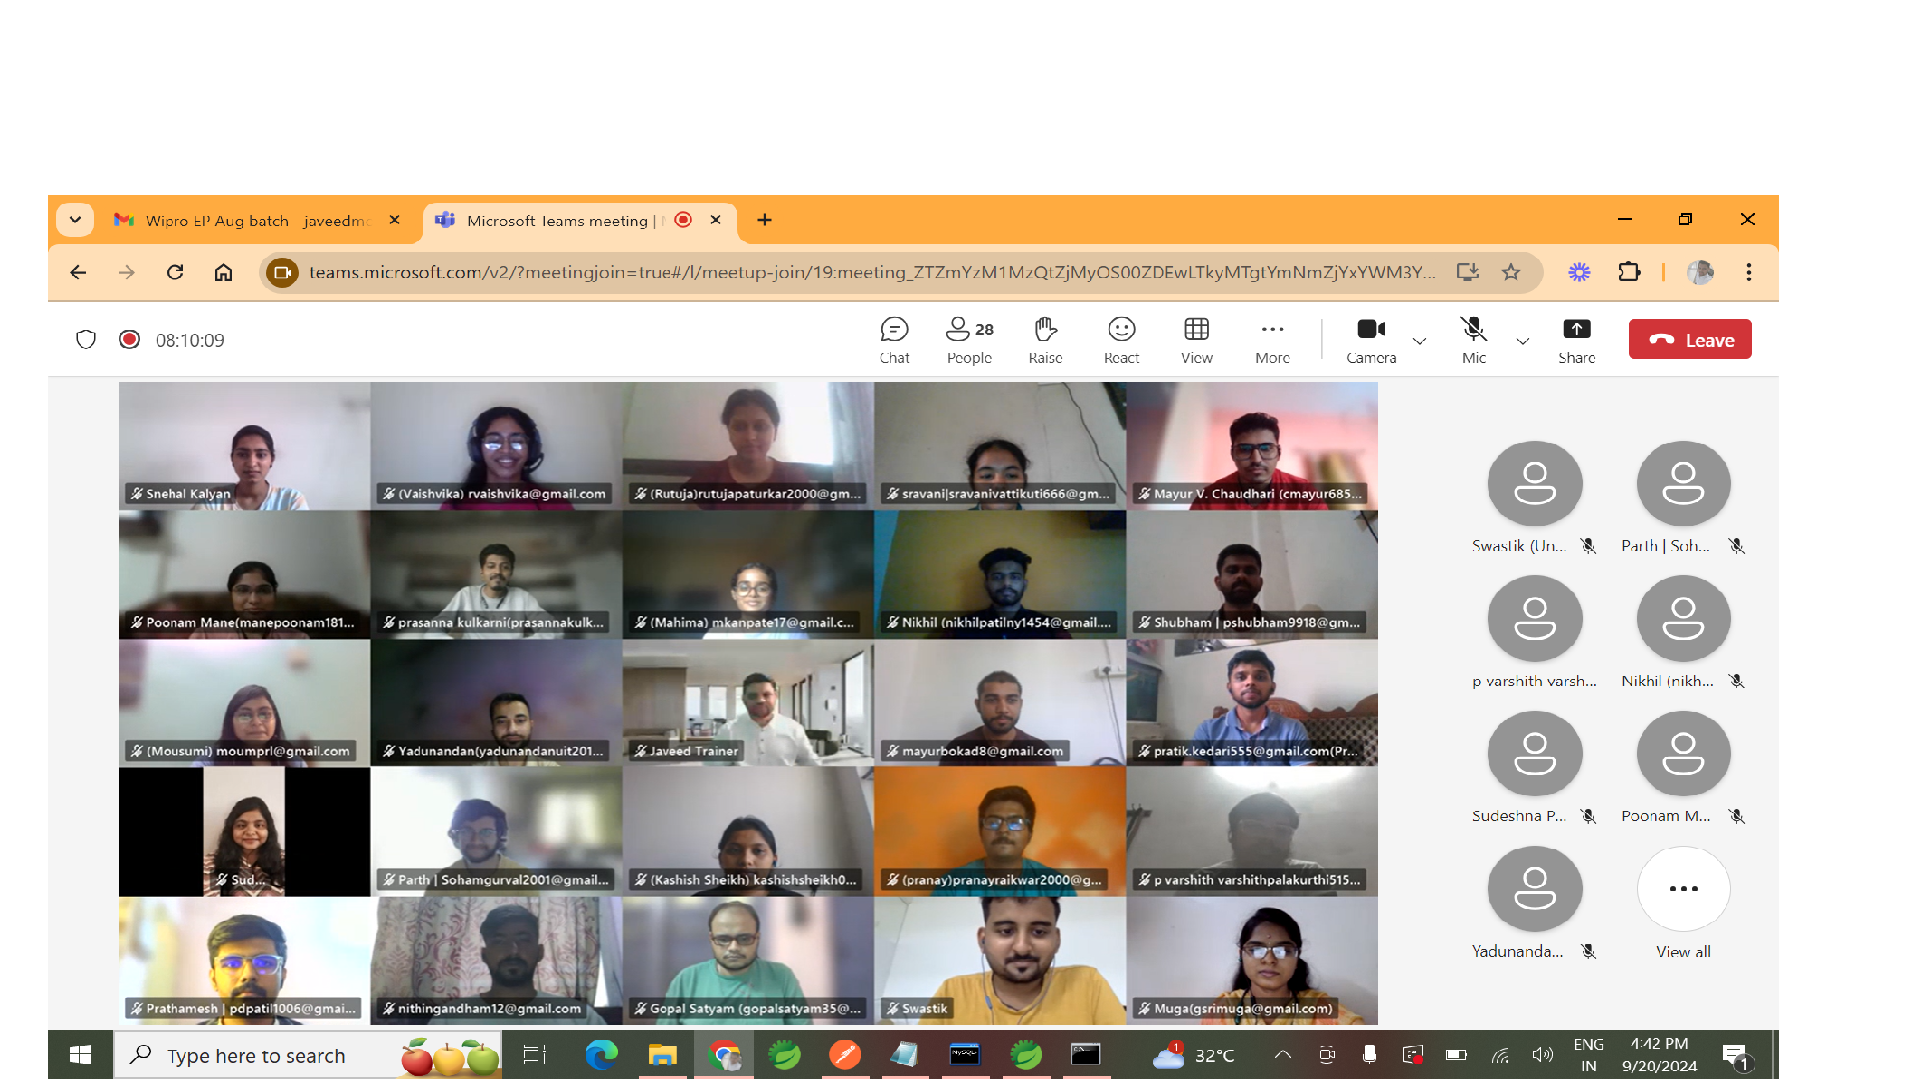 Wipro EP Aug batch - javeedm
Microsoft Teams meeting |
teams.microsoft.com/v2/?meetingjoin=true#/l/meetup-join/19:meeting_ZTZmYzM1MzQtZjMyOS00ZDEwLTkyMTgtYmNmZjYxYWM3Y...
08:10:09
Chat
28
People
Raise
React
View
More
Camera
Mic
Share
Leave
Snehal Kalyan
(Vaishvika) rvaishvika@gmail.com
(Rutuja)rutujapaturkar2000@gm...
sravani|sravanivattikuti666@gm...
Mayur V. Chaudhari (cmayur685...
Poonam Mane(manepoonam181...
prasanna kulkarni(prasannakulk...
(Mahima) mkanpate17@gmail.c...
Nikhil (nikhilpatilny1454@gmail....
Shubham | pshubham9918@gm...
(Mousumi) moumprl@gmail.com
Yadunandan(yadunandanuit201...
Javeed Trainer
mayurbokad8@gmail.com
pratik.kedari555@gmail.com(Pr...
Sud...
Parth | Sohamgurval2001@gmail...
(Kashish Sheikh) kashishsheikh0...
(pranay)pranayraikwar2000@g...
p varshith varshithpalakurthi515...
Prathamesh | pdpatil1006@gmai...
nithingandham12@gmail.com
Gopal Satyam (gopalsatyam35@...
Swastik
Muga(gsrimuga@gmail.com)
Swastik (Un...
Parth | Soh...
p varshith varsh...
Nikhil (nikh...
Sudeshna P...
Poonam M...
Yadunanda...
View all
Type here to search
MySQL
1
32°C
ENG
IN
4:42 PM
9/20/2024
1